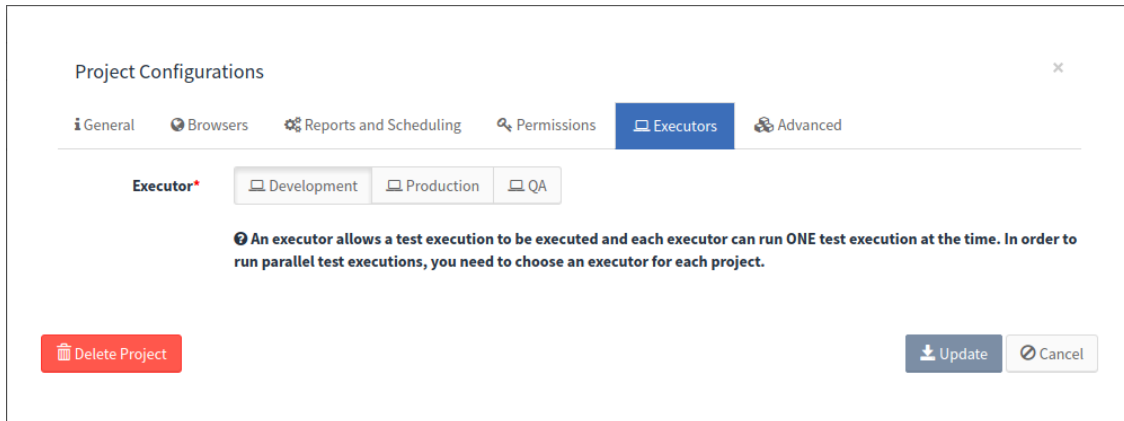 Project Configurations ×
General Browsers Reports and Scheduling Permissions Executors Advanced
Executor* Development Production QA
An executor allows a test execution to be executed and each executor can run ONE test execution at the time. In order to
run parallel test executions, you need to choose an executor for each project.
Delete Project Update Cancel